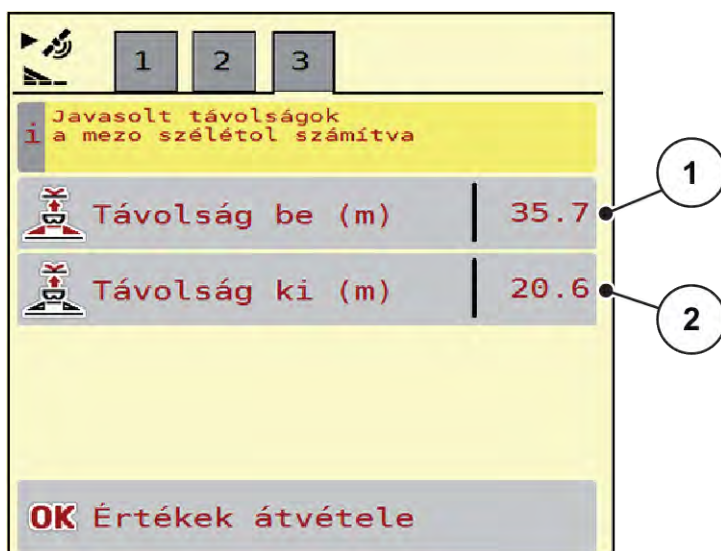 1 2 3
i Javasolt távolságok
a mezo szélétol számítva
Távolság be (m) 35.7
1
Távolság ki (m) 20.6
2
OK Értékek átvétele